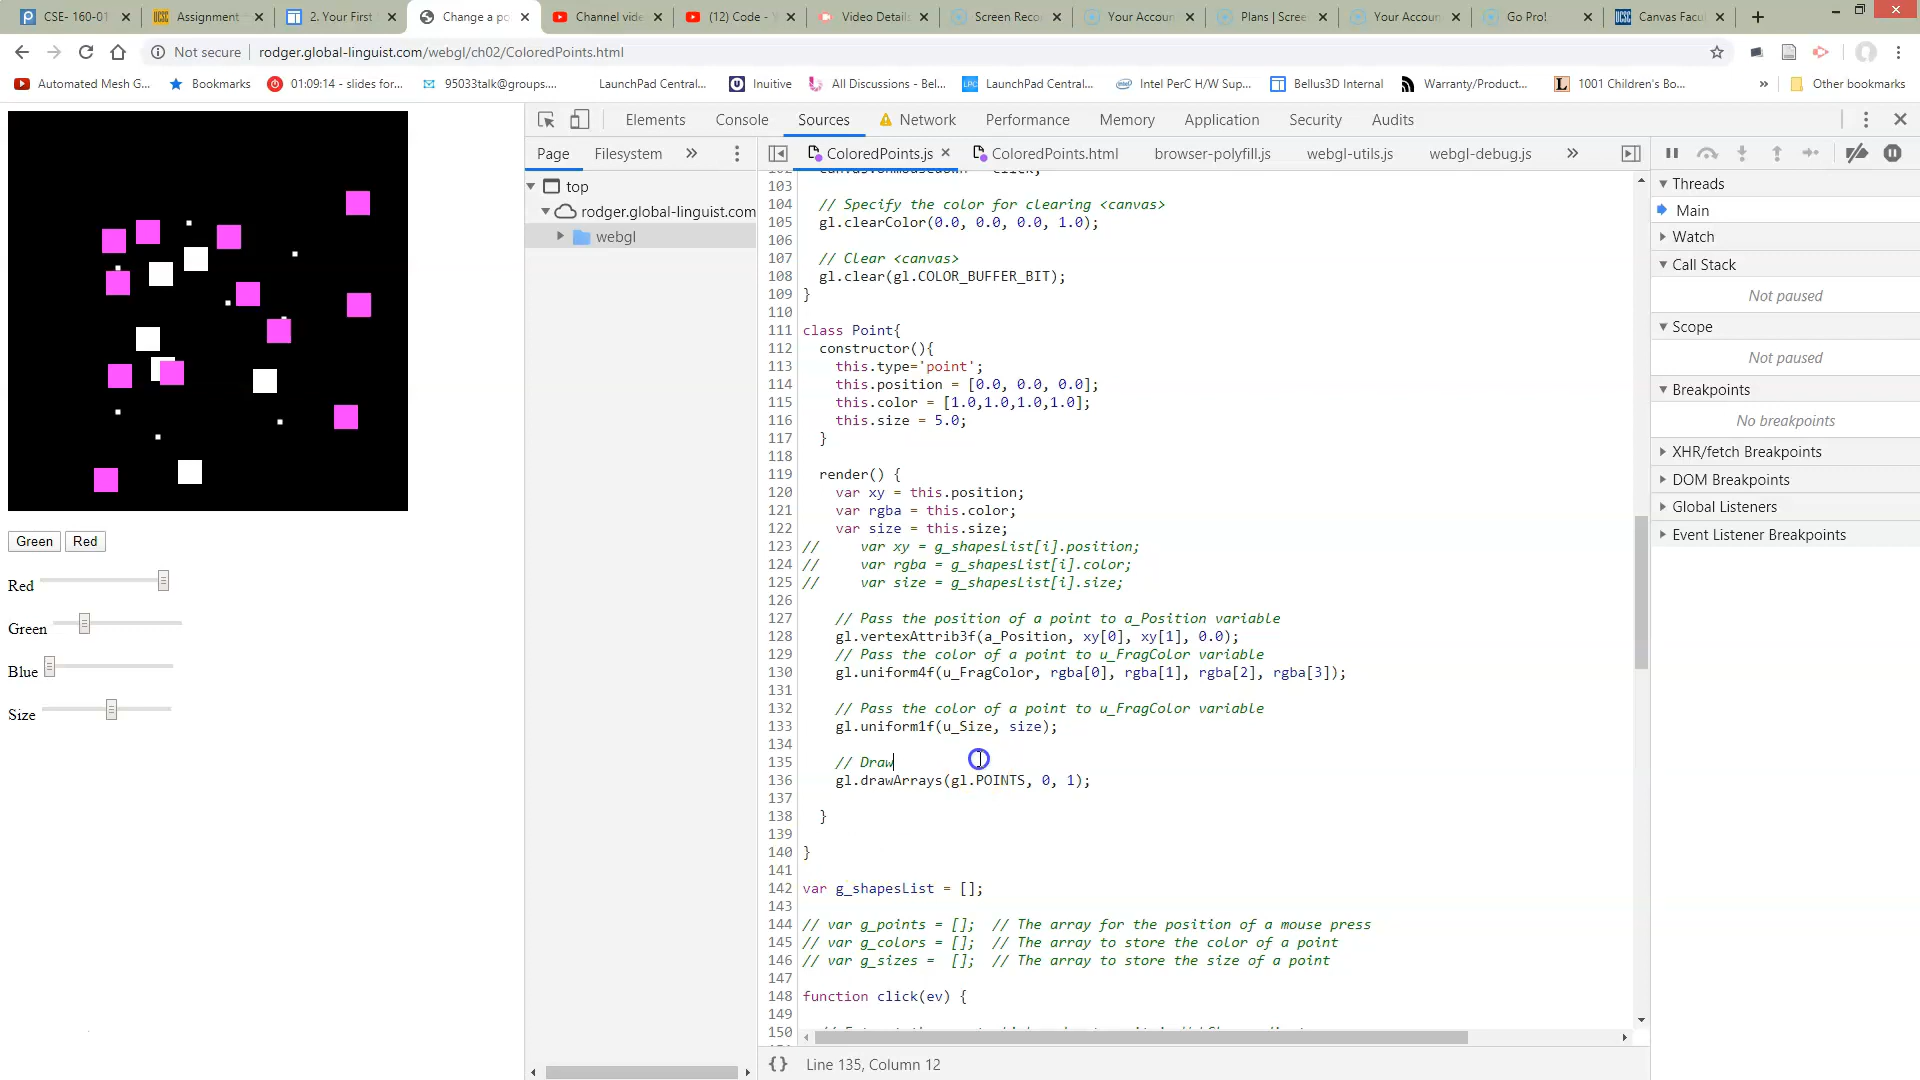 CSE- 160-01
Assignment
2. Your First
Change a po
Channel vide
(12) Code - Y
Video Details
Screen Reco
Your Accoun
Plans | Scree
Your Accoun
Go Pro!
Canvas Facu
Not secure
rodger.global-linguist.com/webgl/ch02/ColoredPoints.html
Automated Mesh G...
Bookmarks
01:09:14 - slides for...
95033talk@groups....
LaunchPad Central...
Inuitive
All Discussions - Bel...
LaunchPad Central...
Intel PerC H/W Sup...
Bellus3D Internal
Warranty/Product...
1001 Children's Bo...
»
Other bookmarks
Elements
Console
Sources
Network
Performance
Memory
Application
Security
Audits
Page
Filesystem
»
ColoredPoints.js
ColoredPoints.html
browser-polyfill.js
webgl-utils.js
webgl-debug.js
»
top
rodger.global-linguist.com
webgl
Green
Red
Red
Green
Blue
Size
102 canvas.onmousedown = click;
103
104 // Specify the color for clearing <canvas>
105 gl.clearColor(0.0, 0.0, 0.0, 1.0);
106
107 // Clear <canvas>
108 gl.clear(gl.COLOR_BUFFER_BIT);
109 }
110
111 class Point{
112 constructor(){
113 this.type='point';
114 this.position = [0.0, 0.0, 0.0];
115 this.color = [1.0,1.0,1.0,1.0];
116 this.size = 5.0;
117 }
118
119 render() {
120 var xy = this.position;
121 var rgba = this.color;
122 var size = this.size;
123 // var xy = g_shapesList[i].position;
124 // var rgba = g_shapesList[i].color;
125 // var size = g_shapesList[i].size;
126
127 // Pass the position of a point to a_Position variable
128 gl.vertexAttrib3f(a_Position, xy[0], xy[1], 0.0);
129 // Pass the color of a point to u_FragColor variable
130 gl.uniform4f(u_FragColor, rgba[0], rgba[1], rgba[2], rgba[3]);
131
132 // Pass the color of a point to u_FragColor variable
133 gl.uniform1f(u_Size, size);
134
135 // Draw
136 gl.drawArrays(gl.POINTS, 0, 1);
137
138 }
139
140 }
141
142 var g_shapesList = [];
143
144 // var g_points = []; // The array for the position of a mouse press
145 // var g_colors = []; // The array to store the color of a point
146 // var g_sizes = []; // The array to store the size of a point
147
148 function click(ev) {
149
150
{} Line 135, Column 12
Threads
Main
Watch
Call Stack
Not paused
Scope
Not paused
Breakpoints
No breakpoints
XHR/fetch Breakpoints
DOM Breakpoints
Global Listeners
Event Listener Breakpoints